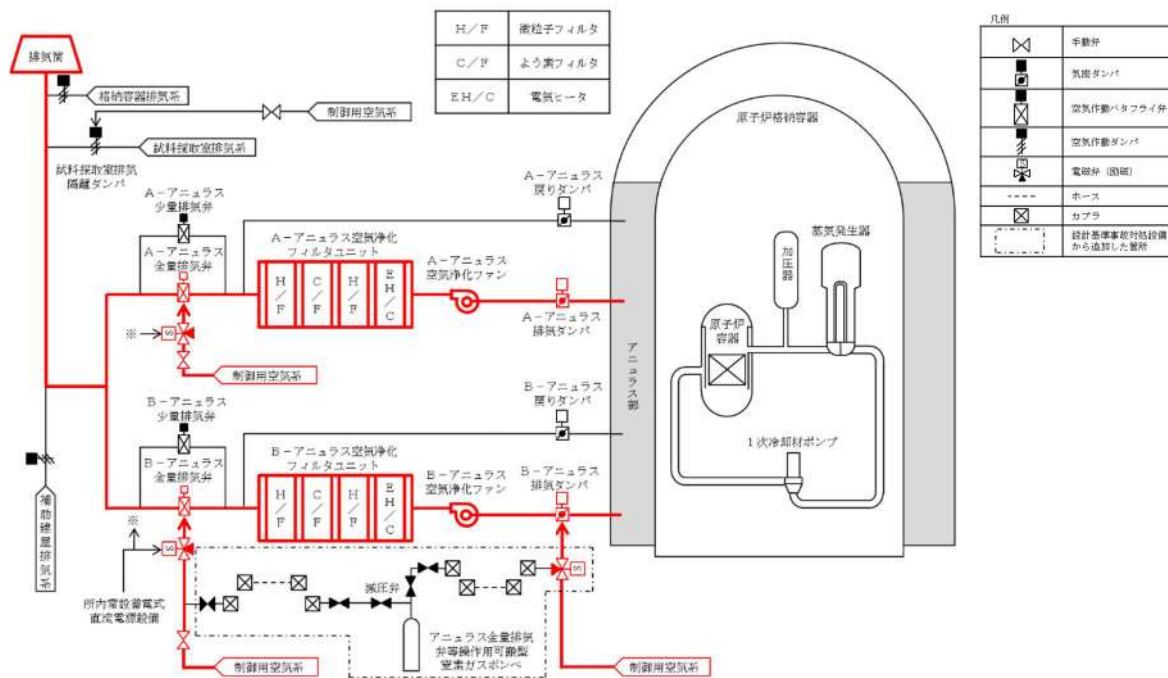 排気筒
格納容器排気系
制御用空気系
試料採取室排気系
試料採取室排気
隔離ダンパ
H/F 微粒子フィルタ
C/F よう素フィルタ
EH/C 電気ヒータ
凡例
手動弁
気密ダンパ
空気作動バタフライ弁
空気作動ダンパ
S
電磁弁（励磁）
ホース
カプラ
設計基準事故対処設備
から追加した箇所
原子炉格納容器
アニュラス部
加圧器
蒸気発生器
原子炉
容器
1次冷却材ポンプ
A-アニュラス
少量排気弁
A-アニュラス
全量排気弁
A-アニュラス空気浄化
フィルタユニット
H/F
C/F
H/F
EH/C
A-アニュラス
空気浄化ファン
A-アニュラス
戻りダンパ
A-アニュラス
排気ダンパ
※
S
制御用空気系
B-アニュラス
少量排気弁
B-アニュラス
全量排気弁
B-アニュラス空気浄化
フィルタユニット
H/F
C/F
H/F
EH/C
B-アニュラス
空気浄化ファン
B-アニュラス
戻りダンパ
B-アニュラス
排気ダンパ
補助建屋排気系
※
S
所内常設蓄電式
直流電源設備
減圧弁
S
アニュラス全量排気
弁等操作用可搬型
窒素ガスボンベ
制御用空気系
制御用空気系